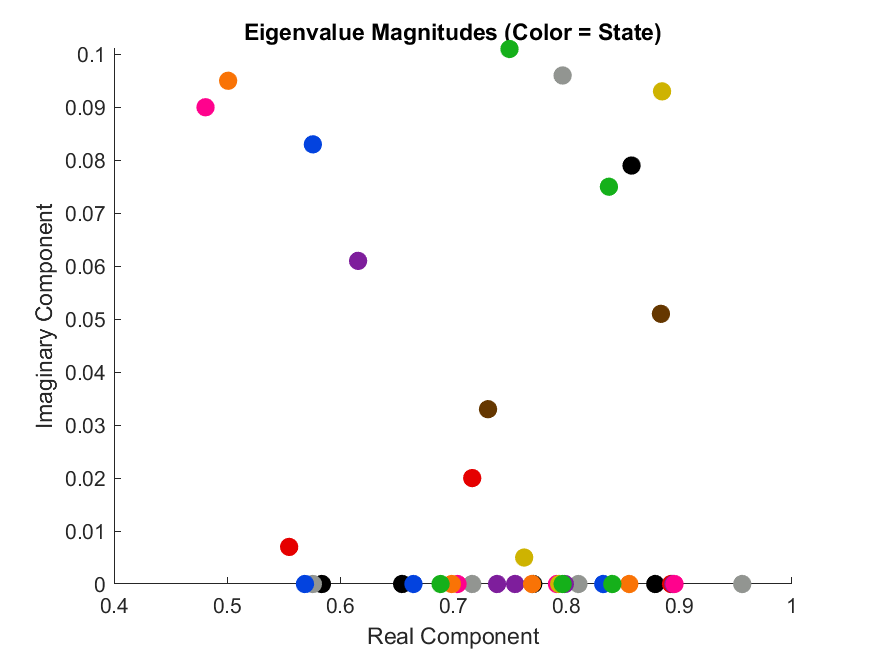 Eigenvalue Magnitudes (Color = State)
0.1
0.09
0.08
0.07
0.06
0.05
0.04
0.03
0.02
0.01
0
Imaginary Component
0.4 0.5 0.6 0.7 0.8 0.9 1
Real Component